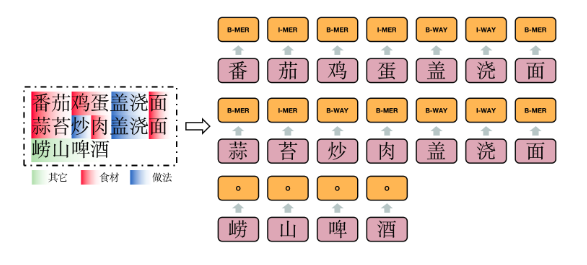 番茄鸡蛋盖浇面
蒜苔炒肉盖浇面
崂山啤酒
其它 食材 做法
B-MER I-MER B-MER I-MER B-WAY I-WAY B-MER
番 茄 鸡 蛋 盖 浇 面
B-MER I-MER B-WAY B-MER B-WAY I-WAY B-MER
蒜 苔 炒 肉 盖 浇 面
O O O O
崂 山 啤 酒